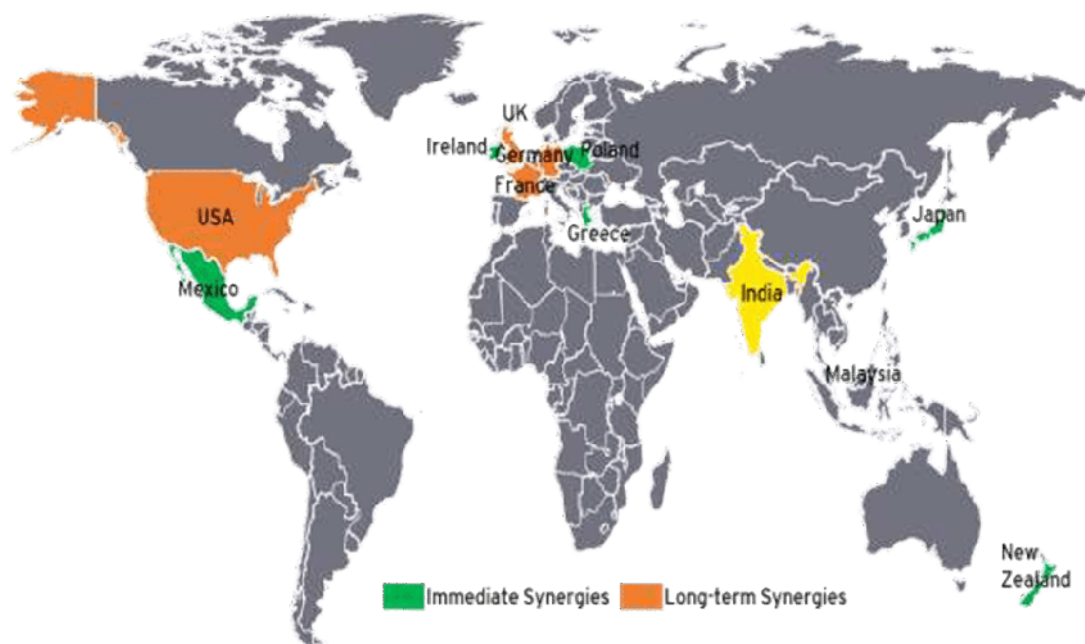 UK
Ireland
Germany
Poland
France
Greece
USA
Mexico
Japan
India
Malaysia
New
Zealand
Immediate Synergies
Long-term Synergies